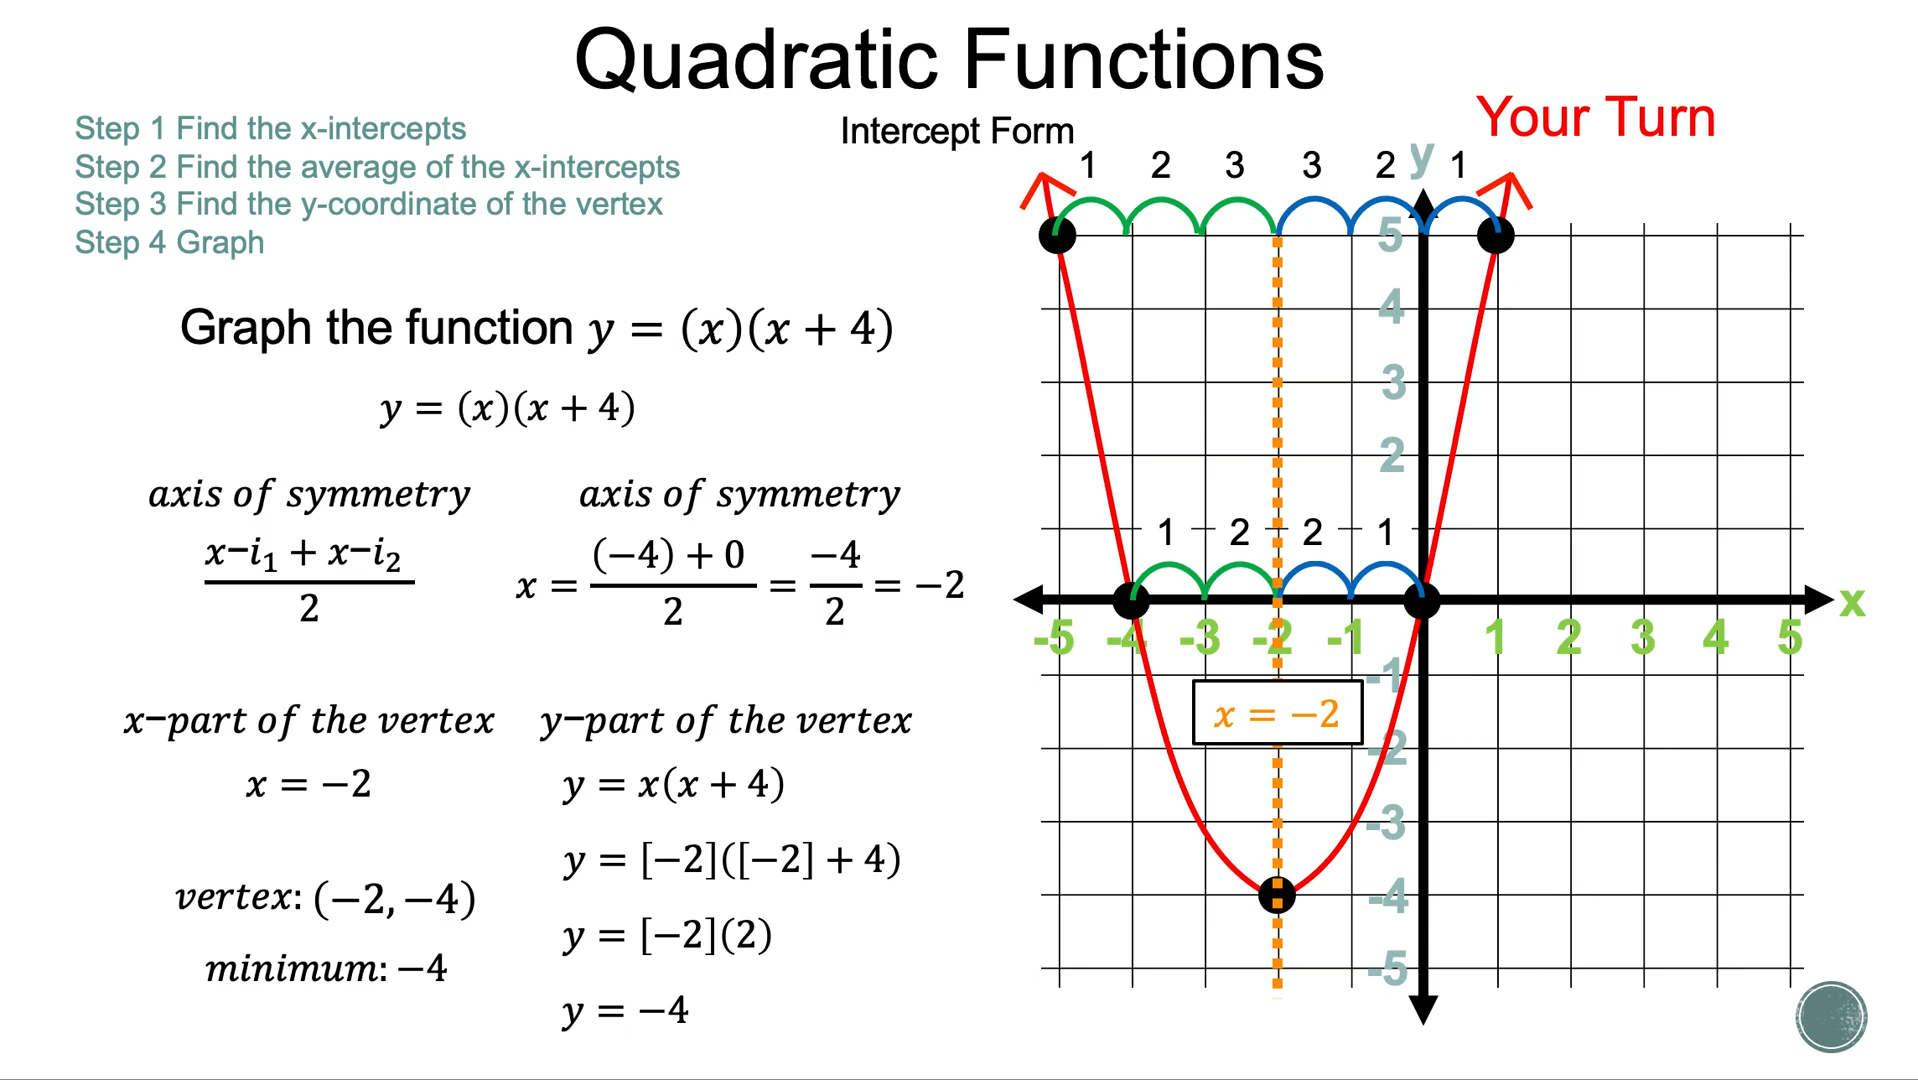 Quadratic Functions
Intercept Form
Your Turn
Step 1 Find the x-intercepts
Step 2 Find the average of the x-intercepts
Step 3 Find the y-coordinate of the vertex
Step 4 Graph
Graph the function y = (x)(x + 4)
y = (x)(x + 4)
axis of symmetry
x−i₁ + x−i₂
2
axis of symmetry
x = (−4) + 0 / 2 = −4 / 2 = −2
x−part of the vertex
x = −2
vertex: (−2, −4)
minimum: −4
y−part of the vertex
y = x(x + 4)
y = [−2]([−2] + 4)
y = [−2](2)
y = −4
1 2 3 3 2 1
y
5
4
3
2
1 2 2 1
x
-5 -4 -3 -2 -1 1 2 3 4 5
-1
x = −2
-2
-3
-4
-5